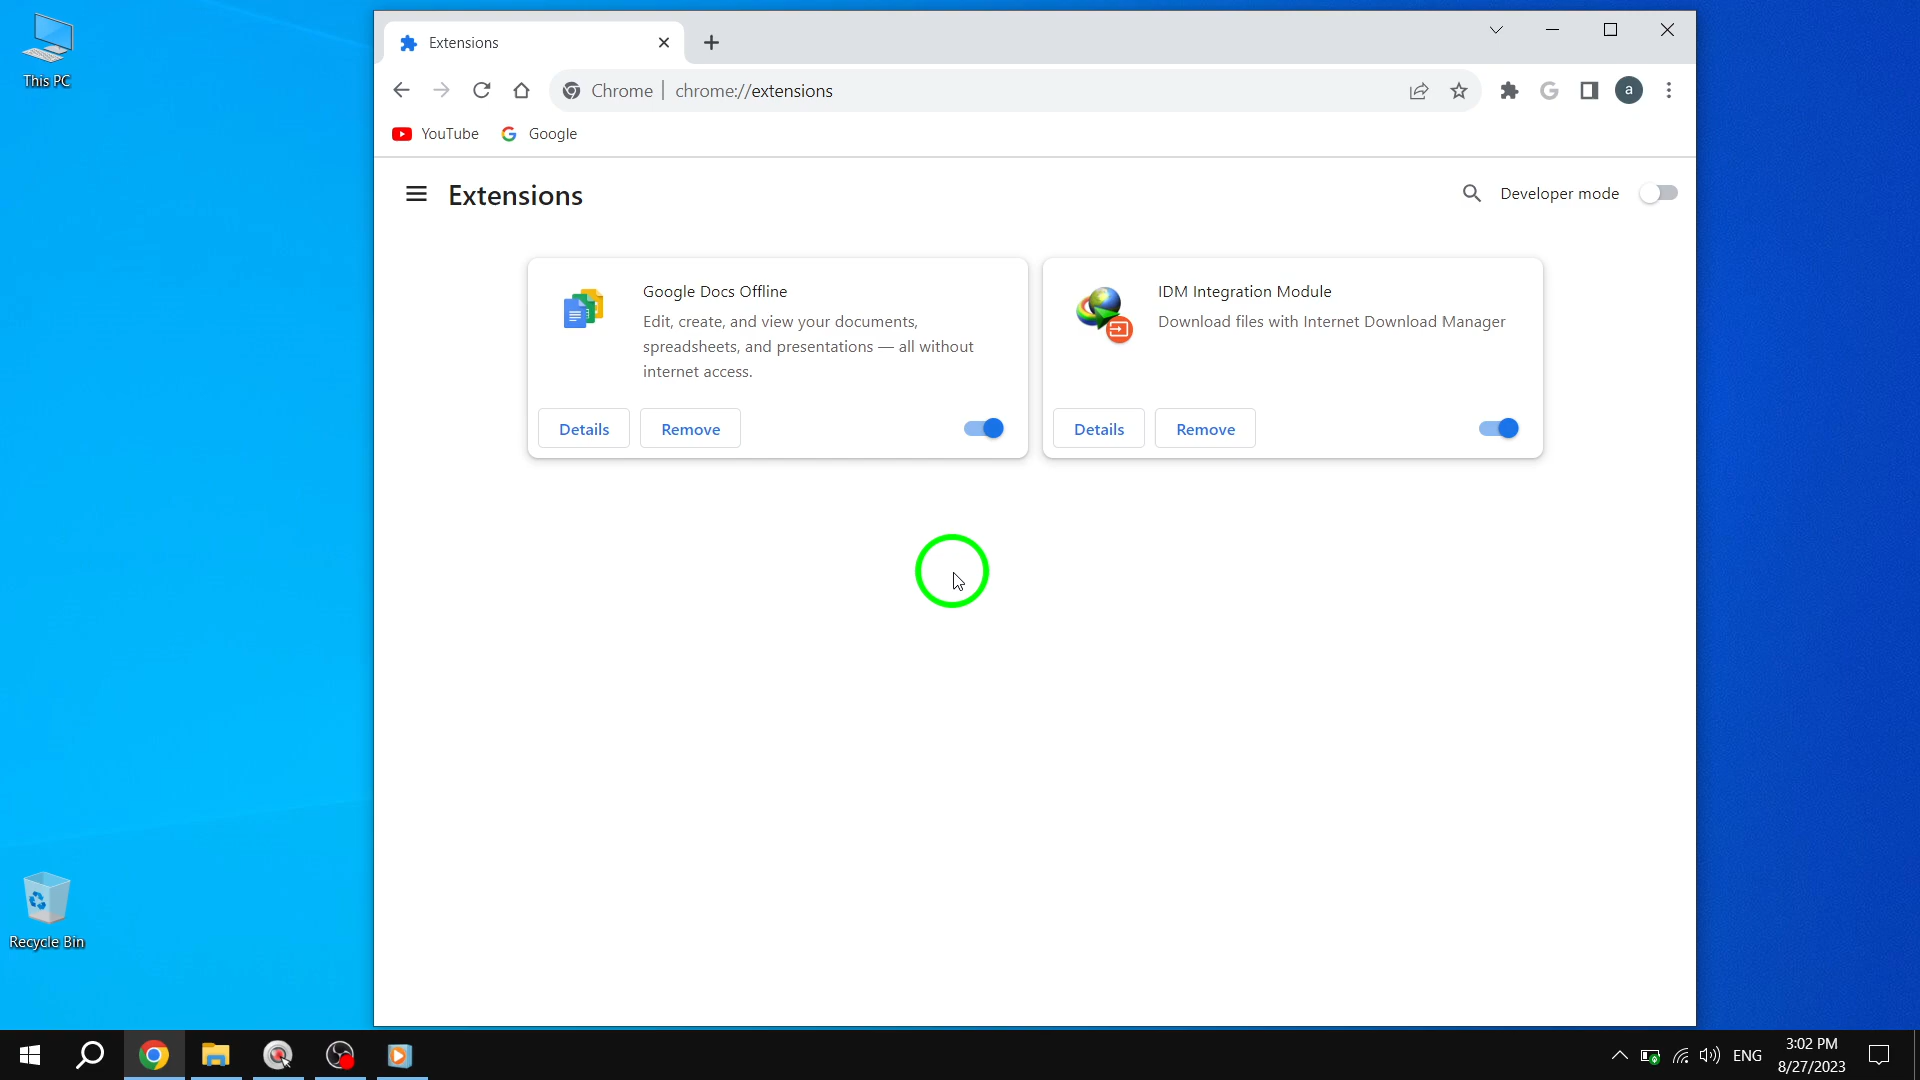 This PC
Extensions
Chrome | chrome://extensions
a
YouTube
Google
Extensions
Developer mode
Google Docs Offline
Edit, create, and view your documents,
spreadsheets, and presentations — all without
internet access.
Details
Remove
IDM Integration Module
Download files with Internet Download Manager
Details
Remove
Recycle Bin
ENG
3:02 PM
8/27/2023